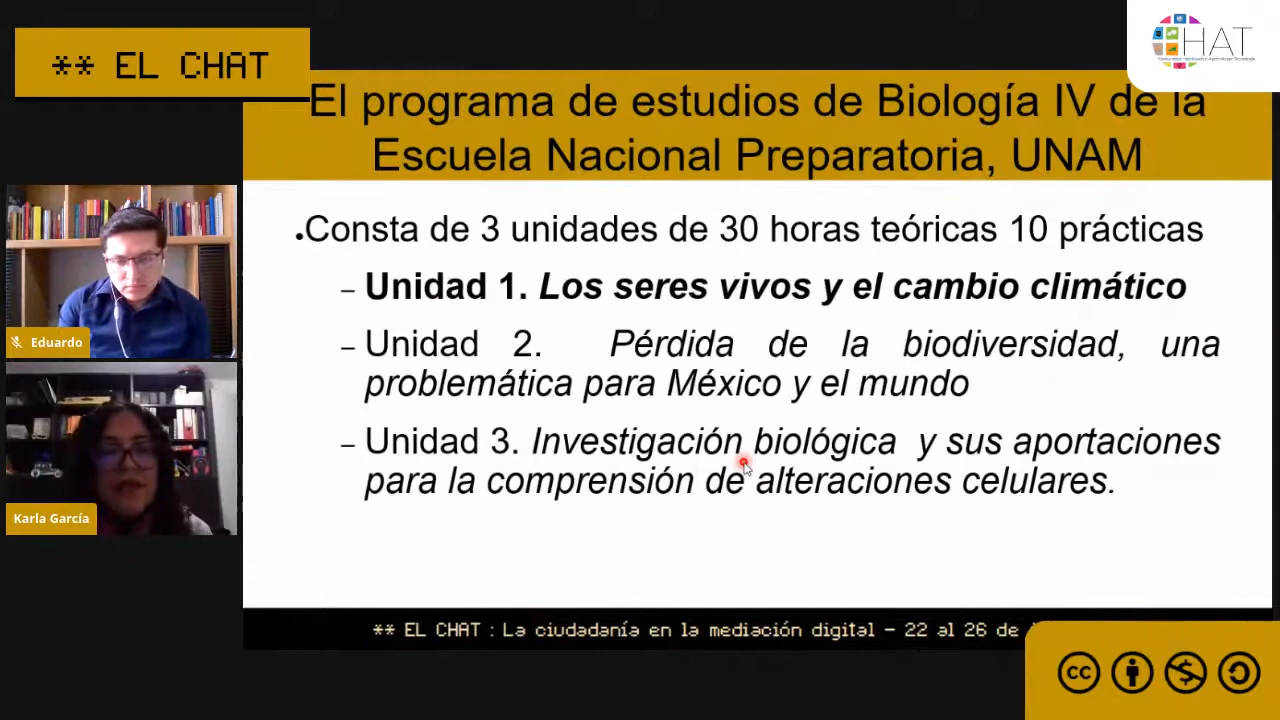 ** EL CHAT
HAT
El programa de estudios de Biología IV de la
Escuela Nacional Preparatoria, UNAM
.Consta de 3 unidades de 30 horas teóricas 10 prácticas
– Unidad 1. Los seres vivos y el cambio climático
– Unidad 2. Pérdida de la biodiversidad, una
problemática para México y el mundo
– Unidad 3. Investigación biológica y sus aportaciones
para la comprensión de alteraciones celulares.
Eduardo
Karla García
** EL CHAT : La ciudadanía en la mediación digital – 22 al 26 de
cc